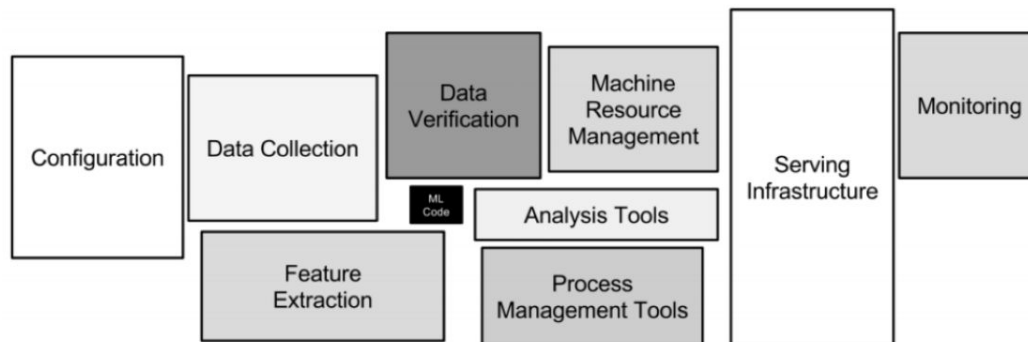 Configuration
Data Collection
Data
Verification
Machine
Resource
Management
Monitoring
Serving
Infrastructure
ML
Code
Analysis Tools
Feature
Extraction
Process
Management Tools